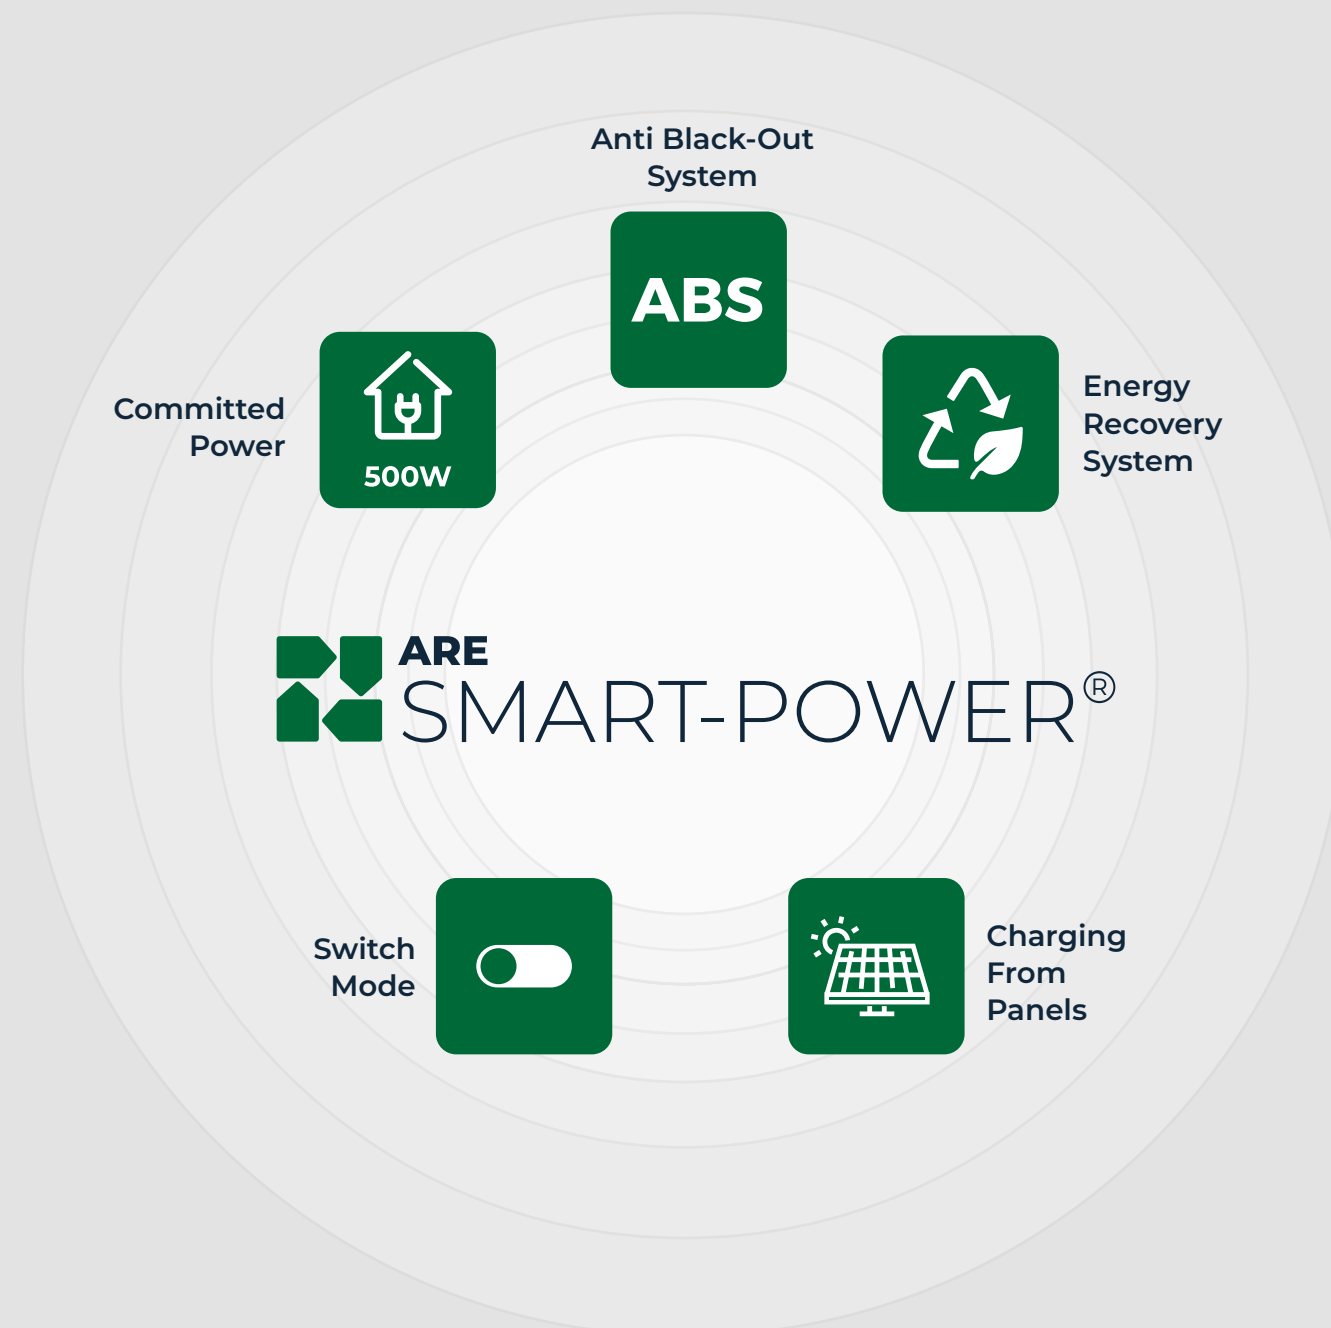 Anti Black-Out
System
ABS
Committed
Power
500W
Energy
Recovery
System
ARE
SMART-POWER®
Switch
Mode
Charging
From
Panels